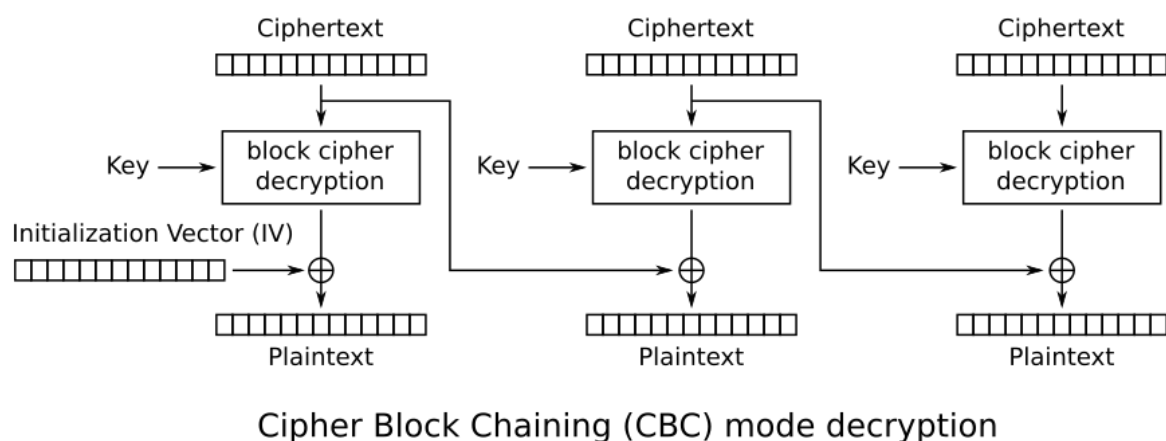 Ciphertext
Ciphertext
Ciphertext
Key
block cipher
decryption
Key
block cipher
decryption
Key
block cipher
decryption
Initialization Vector (IV)
Plaintext
Plaintext
Plaintext
Cipher Block Chaining (CBC) mode decryption